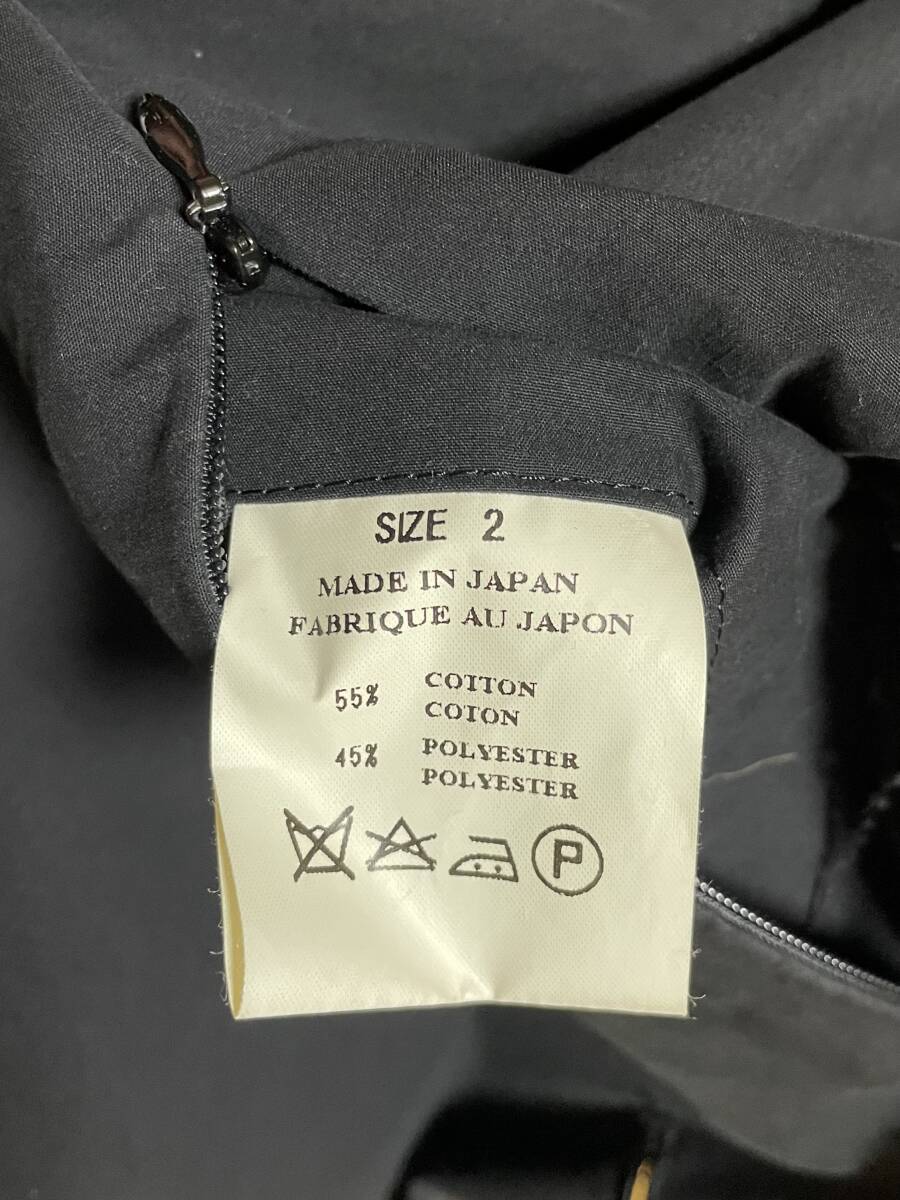 SIZE 2
MADE IN JAPAN
FABRIQUE AU JAPON
55% COTTON
COTON
45% POLYESTER
POLYESTER
P